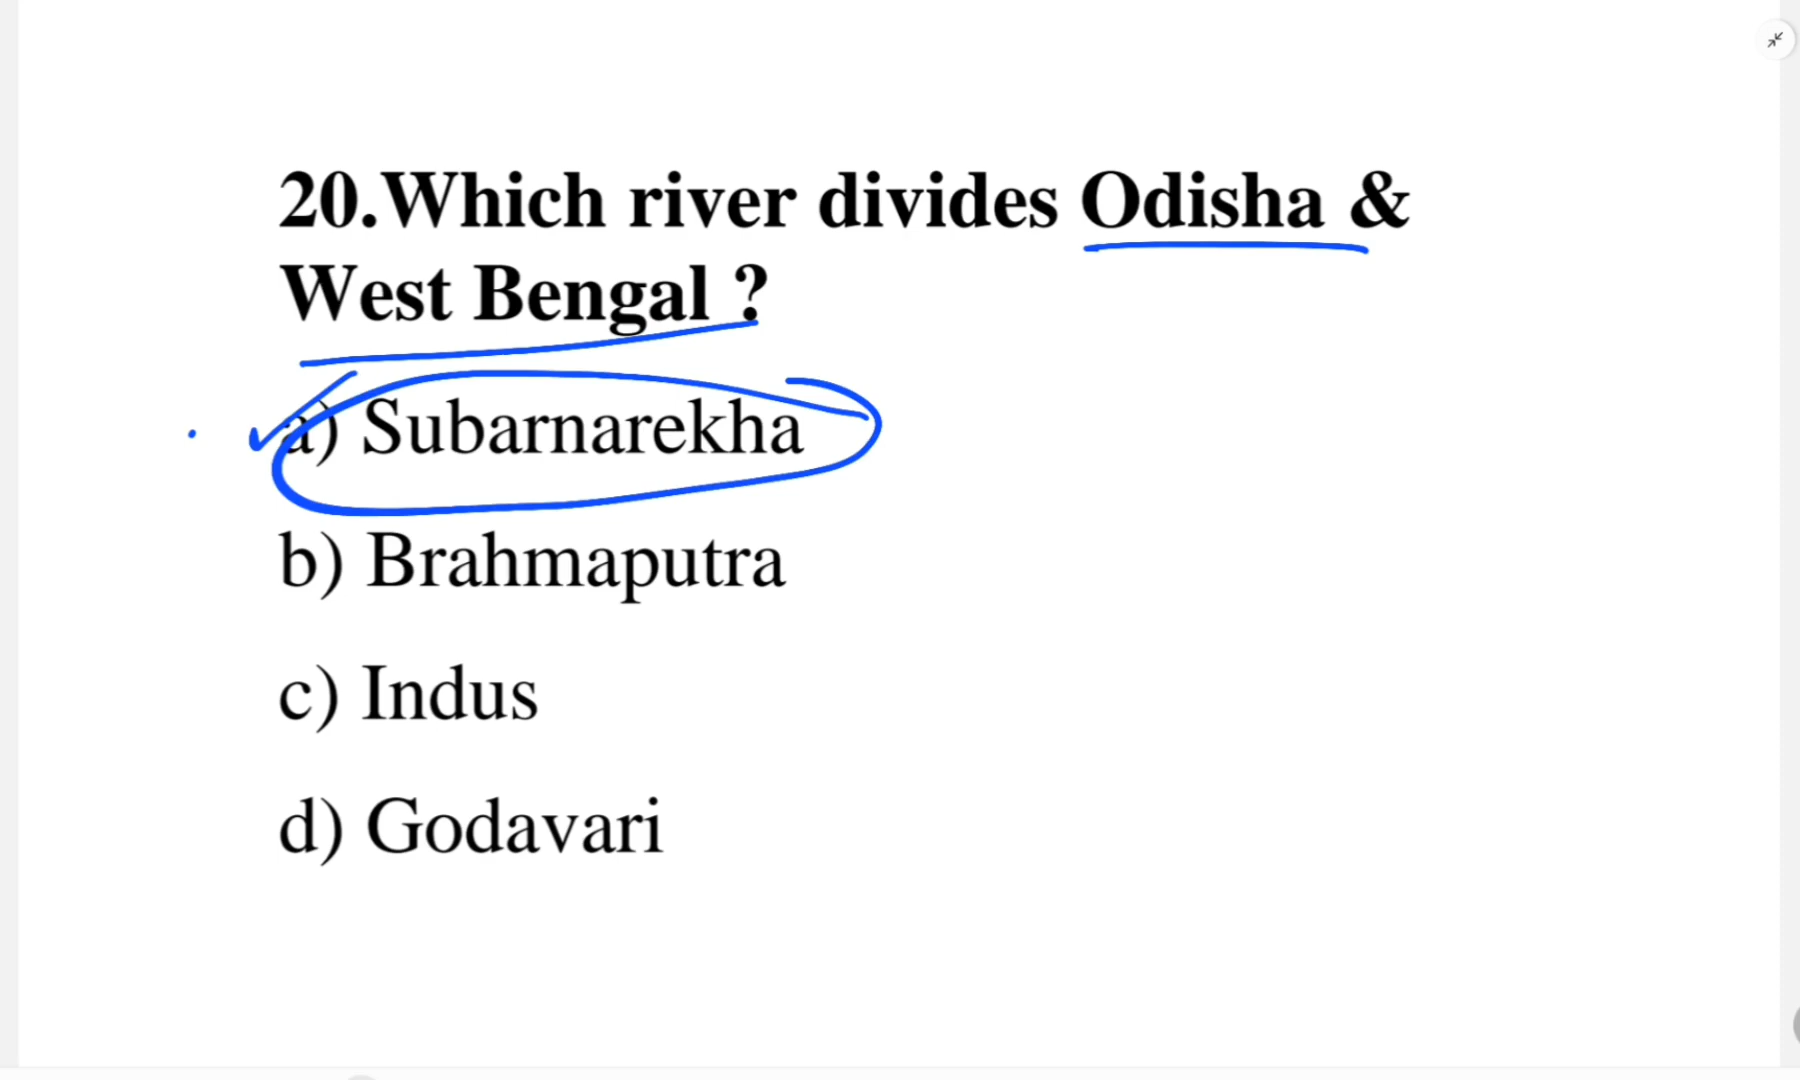 20.Which river divides Odisha &
West Bengal ?
a) Subarnarekha
b) Brahmaputra
c) Indus
d) Godavari